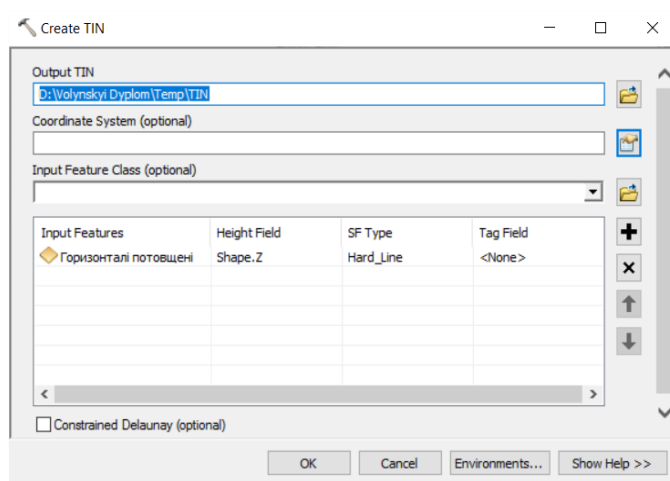 Create TIN
Output TIN
D:\Volynskyi Dyplom\Temp\TIN
Coordinate System (optional)
Input Feature Class (optional)
Input Features Height Field SF Type Tag Field
Горизонталі потовщені Shape.Z Hard_Line <None>
Constrained Delaunay (optional)
OK Cancel Environments... Show Help >>